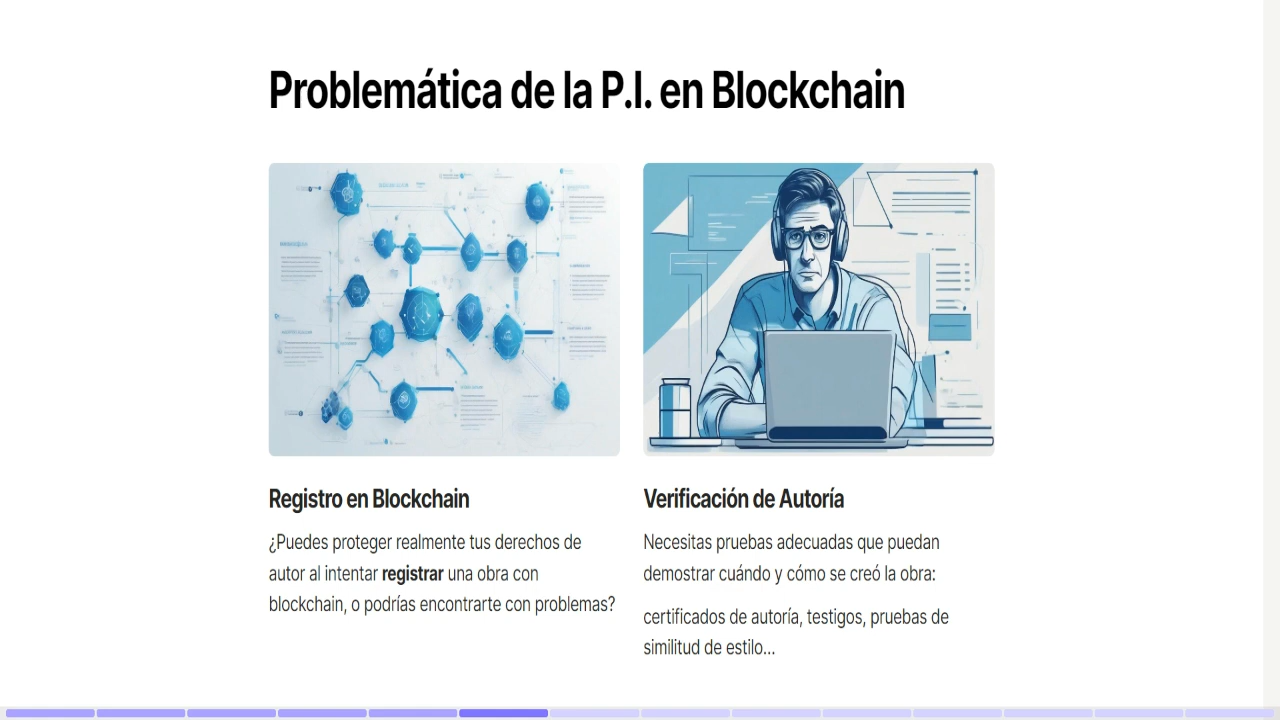 Problemática de la P.I. en Blockchain
Registro en Blockchain
¿Puedes proteger realmente tus derechos de
autor al intentar registrar una obra con
blockchain, o podrías encontrarte con problemas?
Verificación de Autoría
Necesitas pruebas adecuadas que puedan
demostrar cuándo y cómo se creó la obra:
certificados de autoría, testigos, pruebas de
similitud de estilo...